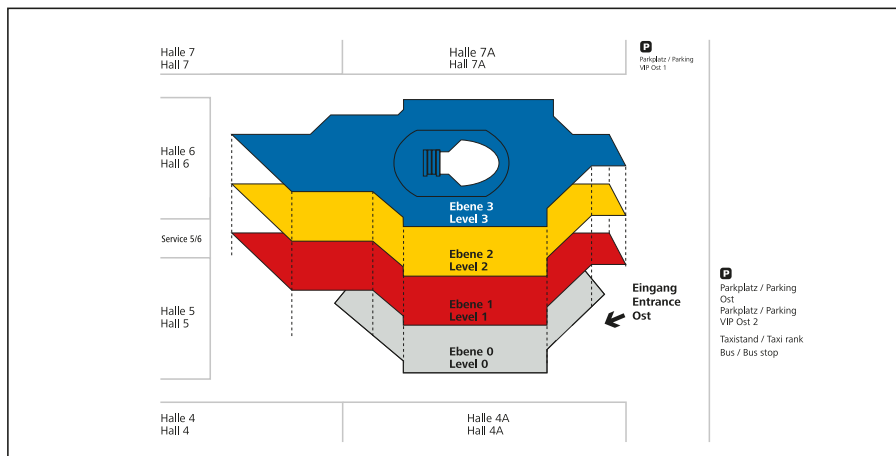 Halle 7
Hall 7
Halle 7A
Hall 7A
P
Parkplatz / Parking
VIP Ost 1
Halle 6
Hall 6
Ebene 3
Level 3
Service 5/6
Ebene 2
Level 2
Halle 5
Hall 5
Ebene 1
Level 1
Eingang
Entrance
Ost
P
Parkplatz / Parking
Ost
Parkplatz / Parking
VIP Ost 2
Taxistand / Taxi rank
Bus / Bus stop
Ebene 0
Level 0
Halle 4
Hall 4
Halle 4A
Hall 4A